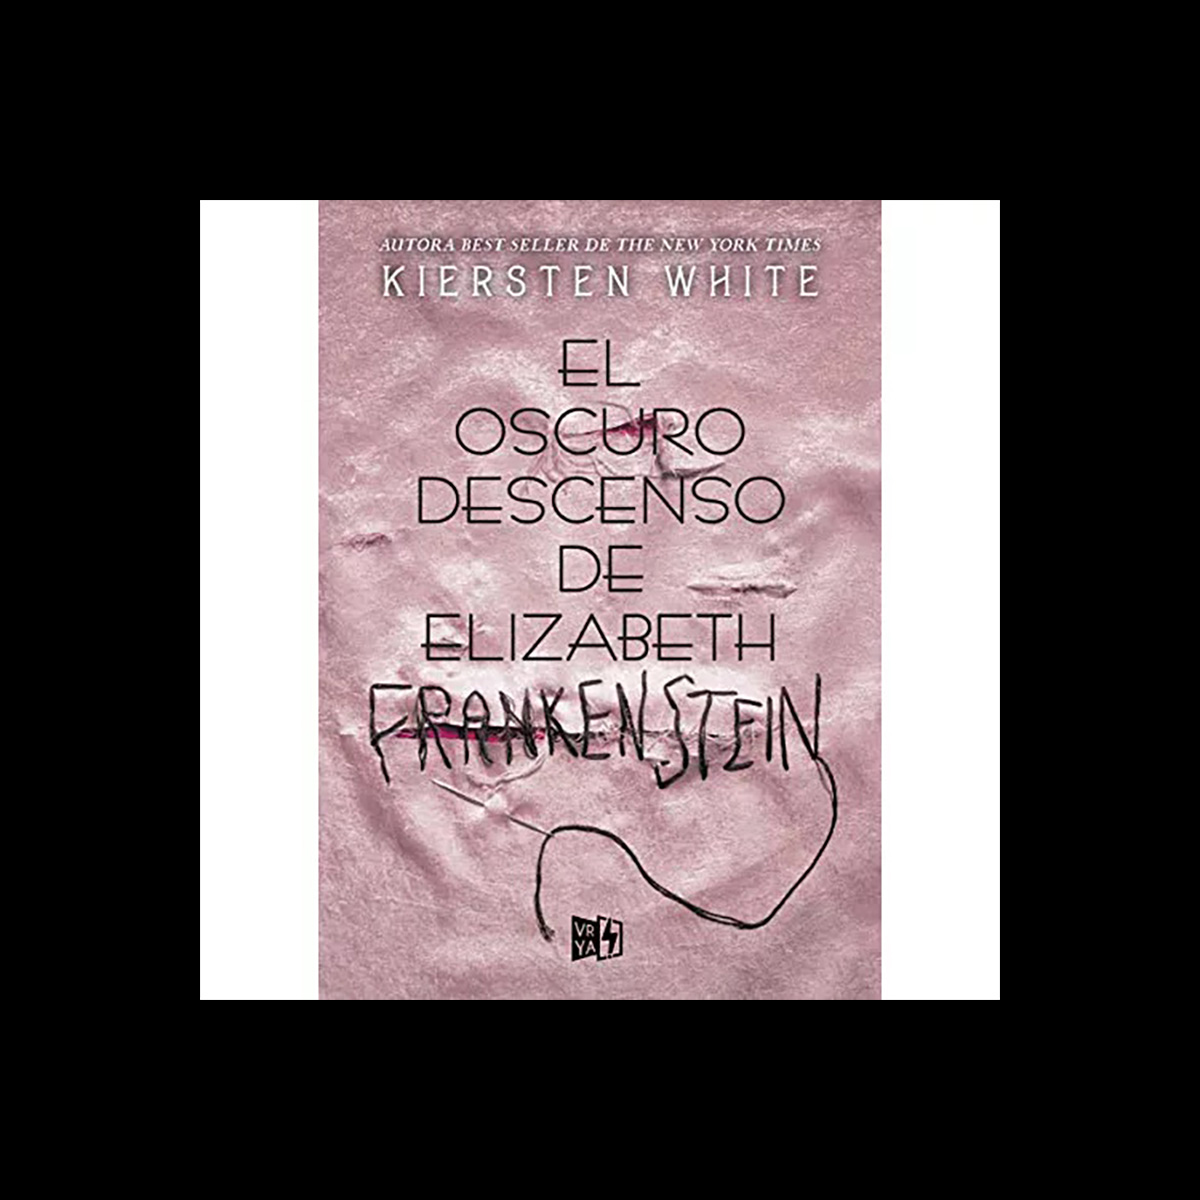 AUTORA BEST SELLER DE THE NEW YORK TIMES
KIERSTEN WHITE
EL
OSCURO
DESCENSO
DE
ELIZABETH
FRANKENSTEIN
VR
YA